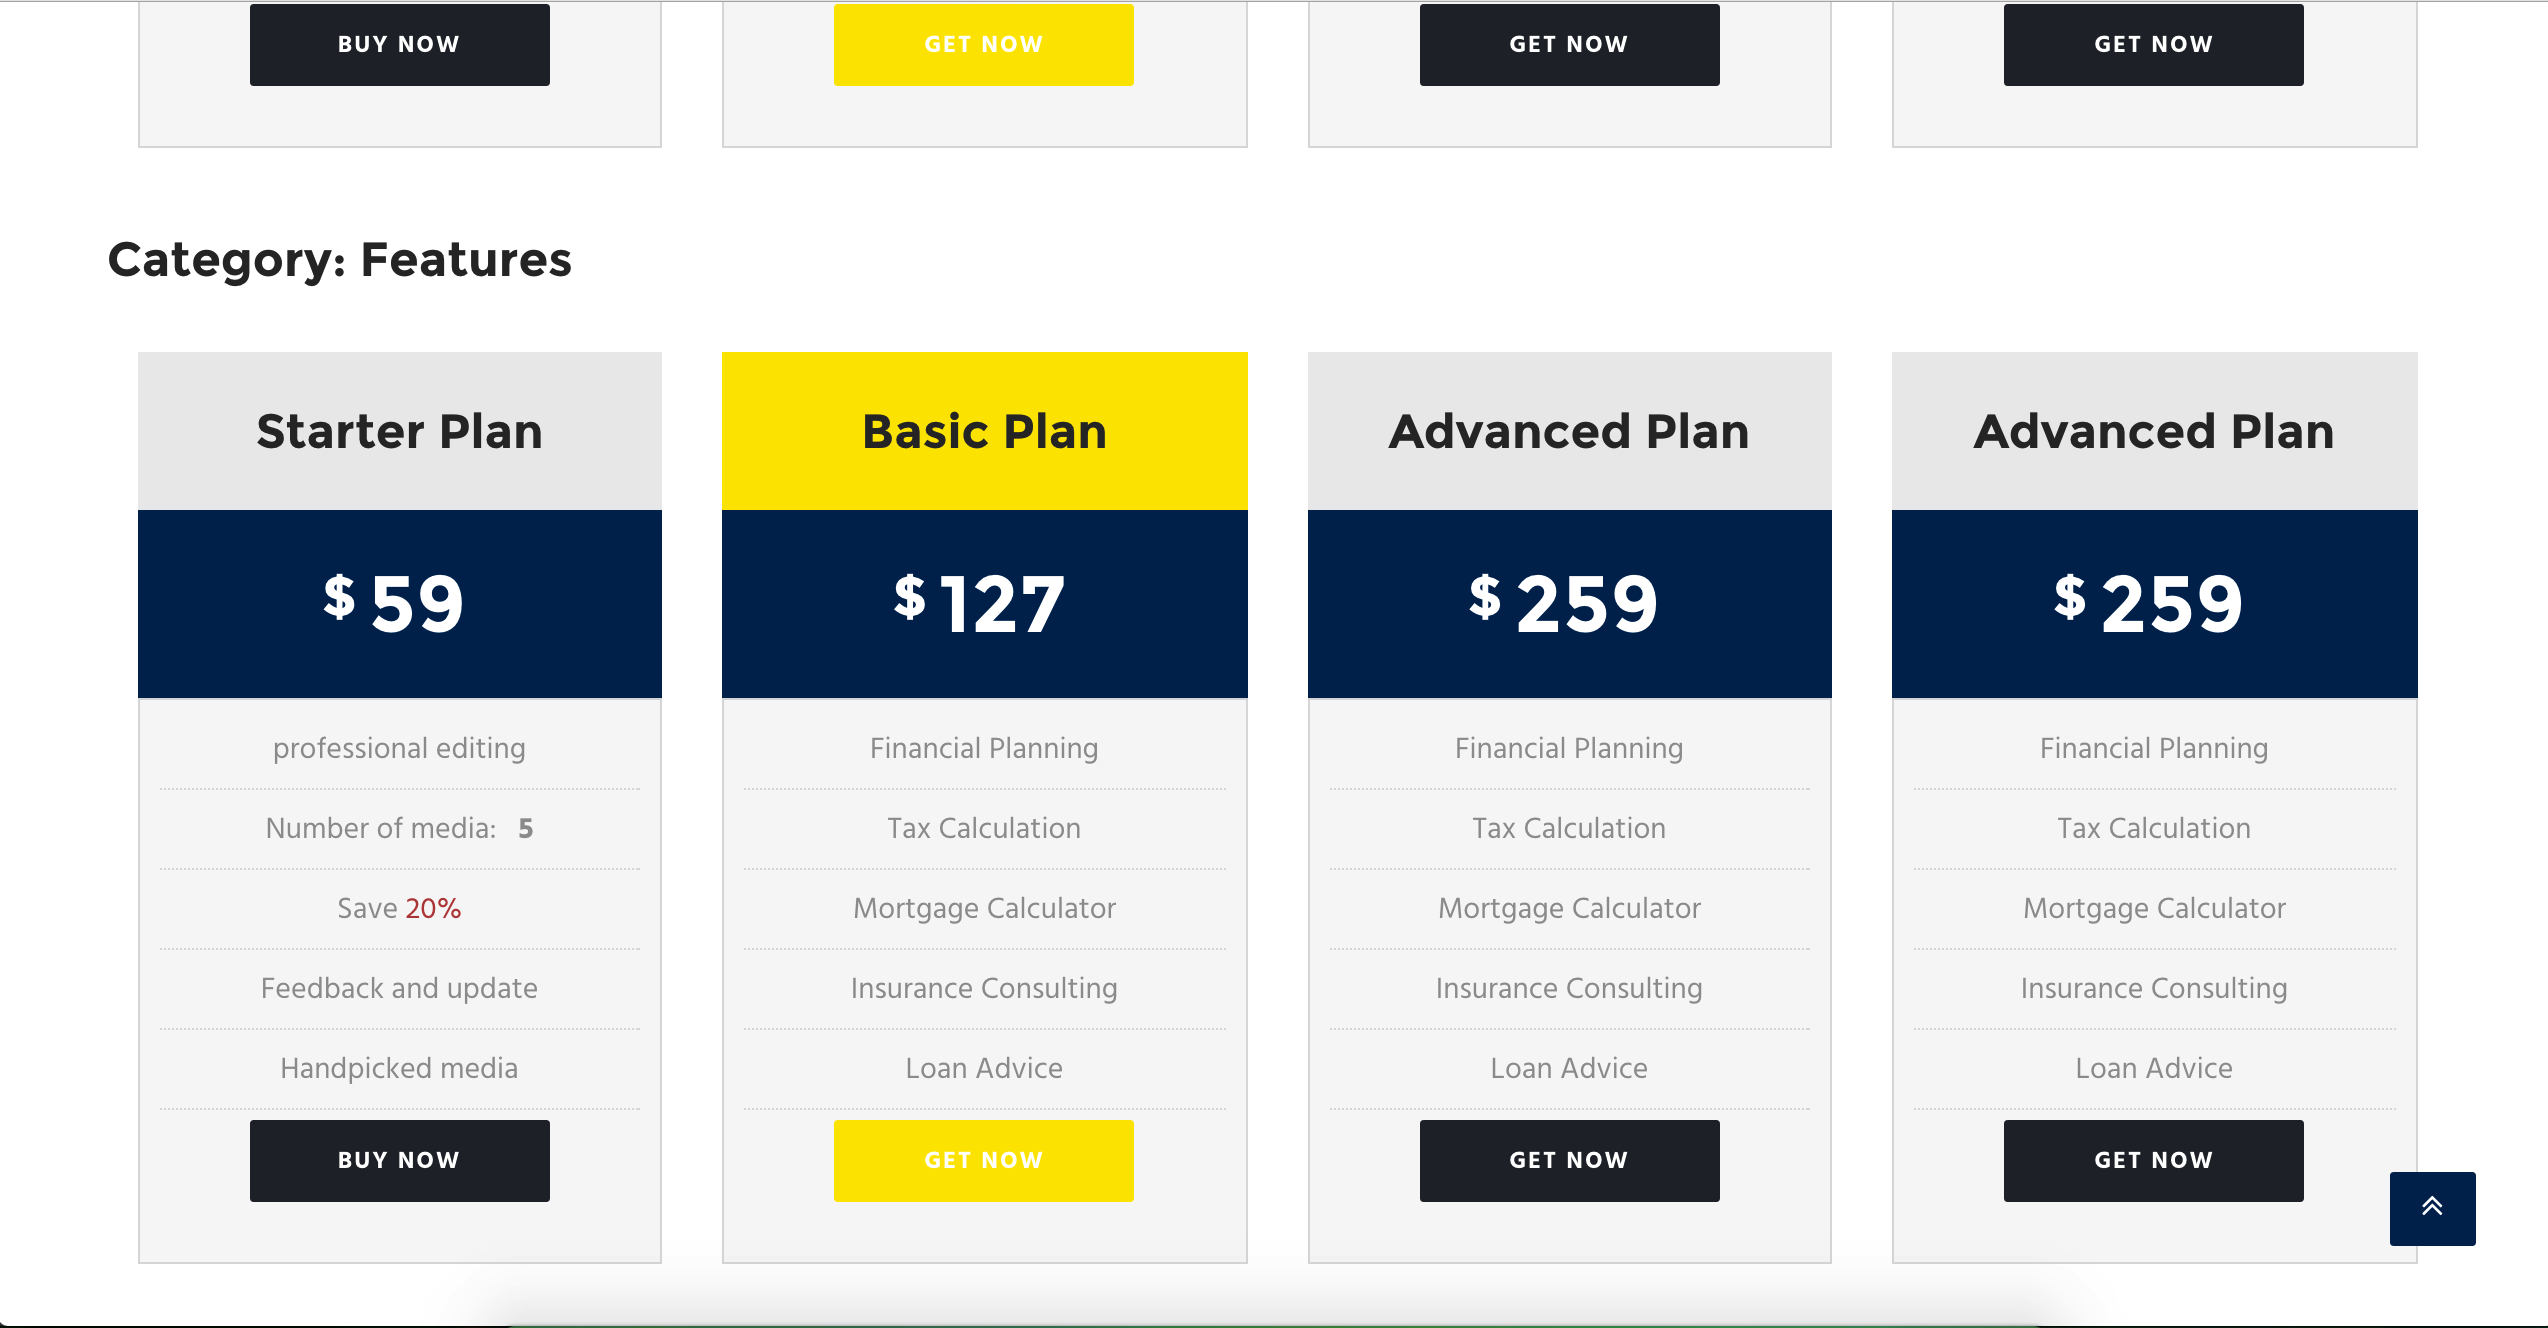 BUY NOW
GET NOW
GET NOW
GET NOW
Category: Features
Starter Plan
$ 59
professional editing
Number of media: 5
Save 20%
Feedback and update
Handpicked media
BUY NOW
Basic Plan
$ 127
Financial Planning
Tax Calculation
Mortgage Calculator
Insurance Consulting
Loan Advice
GET NOW
Advanced Plan
$ 259
Financial Planning
Tax Calculation
Mortgage Calculator
Insurance Consulting
Loan Advice
GET NOW
Advanced Plan
$ 259
Financial Planning
Tax Calculation
Mortgage Calculator
Insurance Consulting
Loan Advice
GET NOW